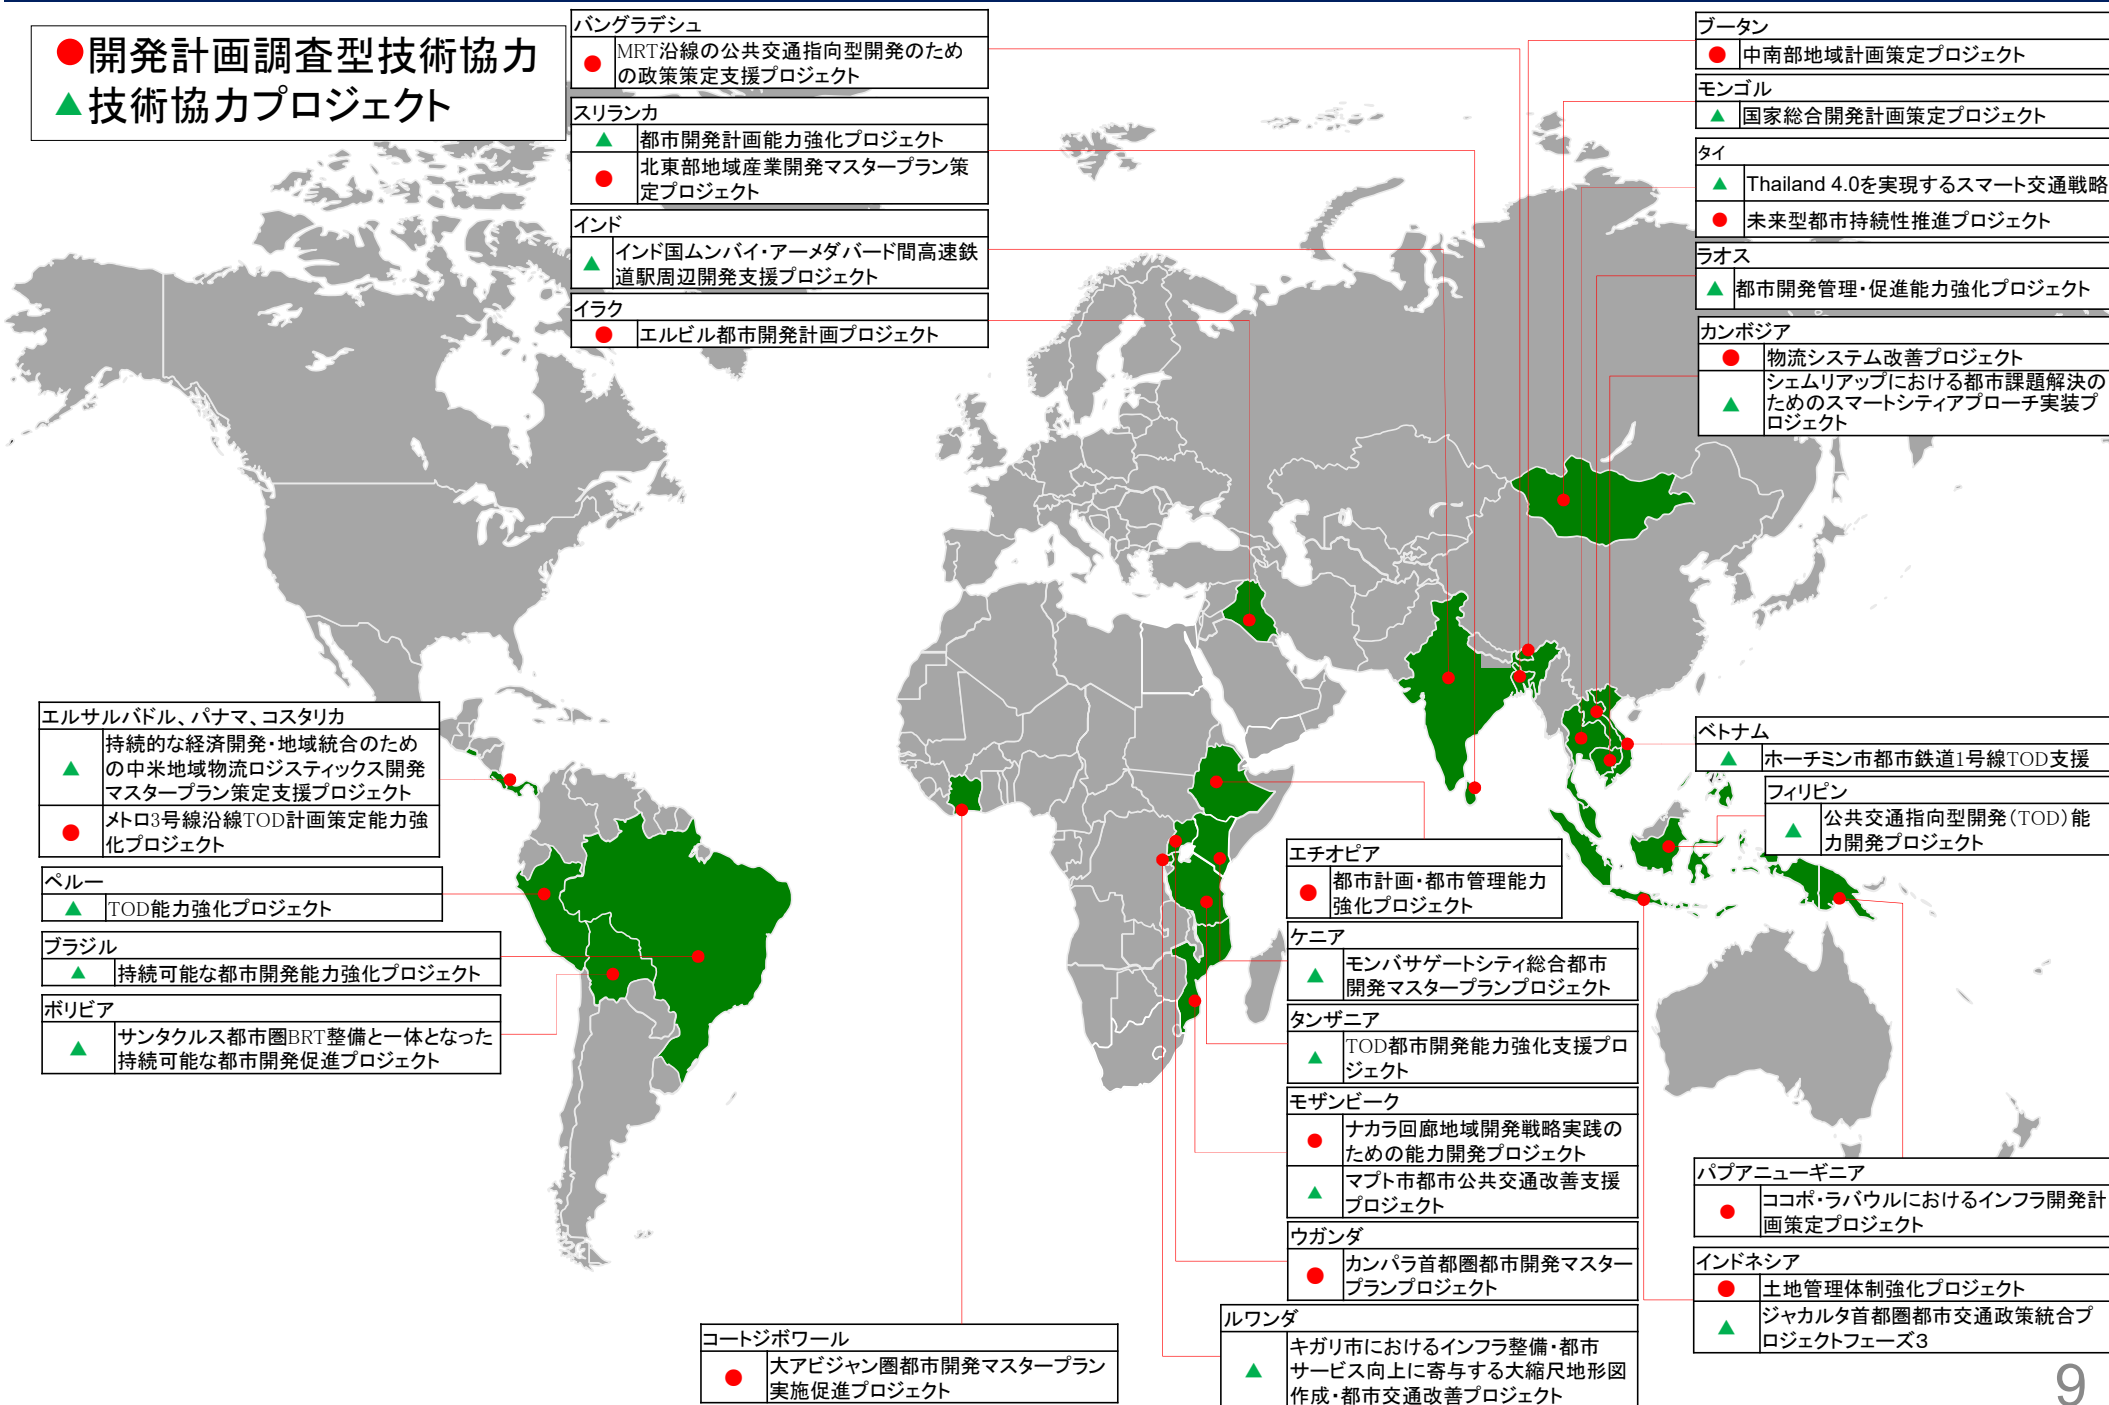 ●開発計画調査型技術協力
▲技術協力プロジェクト
バングラデシュ
● MRT沿線の公共交通指向型開発のため
の政策策定支援プロジェクト
スリランカ
▲ 都市開発計画能力強化プロジェクト
● 北東部地域産業開発マスタープラン策
定プロジェクト
インド
▲ インド国ムンバイ・アーメダバード間高速鉄
道駅周辺開発支援プロジェクト
イラク
● エルビル都市開発計画プロジェクト
ブータン
● 中南部地域計画策定プロジェクト
モンゴル
▲ 国家総合開発計画策定プロジェクト
タイ
▲ Thailand 4.0を実現するスマート交通戦略
● 未来型都市持続性推進プロジェクト
ラオス
▲ 都市開発管理・促進能力強化プロジェクト
カンボジア
● 物流システム改善プロジェクト
▲ シェムリアップにおける都市課題解決の
ためのスマートシティアプローチ実装プ
ロジェクト
エルサルバドル、パナマ、コスタリカ
▲ 持続的な経済開発・地域統合のため
の中米地域物流ロジスティックス開発
マスタープラン策定支援プロジェクト
● メトロ3号線沿線TOD計画策定能力強
化プロジェクト
ペルー
▲ TOD能力強化プロジェクト
ブラジル
▲ 持続可能な都市開発能力強化プロジェクト
ボリビア
▲ サンタクルス都市圏BRT整備と一体となった
持続可能な都市開発促進プロジェクト
ベトナム
▲ ホーチミン市都市鉄道1号線TOD支援
フィリピン
▲ 公共交通指向型開発（TOD）能
力開発プロジェクト
エチオピア
● 都市計画・都市管理能力
強化プロジェクト
ケニア
▲ モンバサゲートシティ総合都市
開発マスタープランプロジェクト
タンザニア
▲ TOD都市開発能力強化支援プロ
ジェクト
モザンビーク
● ナカラ回廊地域開発戦略実践の
ための能力開発プロジェクト
▲ マプト市都市公共交通改善支援
プロジェクト
ウガンダ
● カンパラ首都圏都市開発マスター
プランプロジェクト
ルワンダ
▲ キガリ市におけるインフラ整備・都市
サービス向上に寄与する大縮尺地形図
作成・都市交通改善プロジェクト
コートジボワール
● 大アビジャン圏都市開発マスタープラン
実施促進プロジェクト
パプアニューギニア
● ココポ・ラバウルにおけるインフラ開発計
画策定プロジェクト
インドネシア
● 土地管理体制強化プロジェクト
▲ ジャカルタ首都圏都市交通政策統合プ
ロジェクトフェーズ3
9